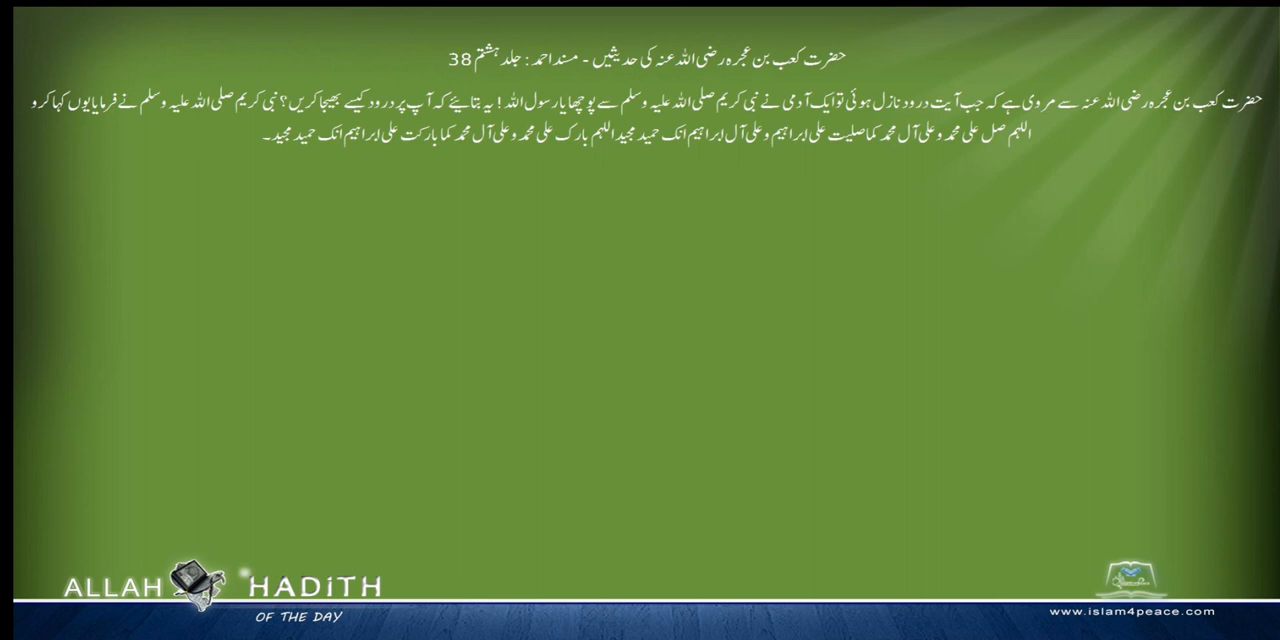 حضرت کعب بن عجرہ رضی اللہ عنہ کی حدیثیں - مسند احمد : جلد ہشتم 38
حضرت کعب بن عجرہ رضی اللہ عنہ سے مروی ہے کہ جب آیت درود نازل ہوئی تو ایک آدمی نے نبی کریم صلی اللہ علیہ وسلم سے پوچھا یا رسول اللہ ! یہ بتایئے کہ آپ پر درود کیسے بھیجا کریں؟ نبی کریم صلی اللہ علیہ وسلم نے فرمایا یوں کہا کرو
اللہم صل علی محمد وعلی آل محمد کما صلیت علی ابراہیم وعلی آل ابراہیم انک حمید مجید اللہم بارک علی محمد وعلی آل محمد کما بارکت علی ابراہیم انک حمید مجید۔
ALLAH HADITH
OF THE DAY
www.islam4peace.com